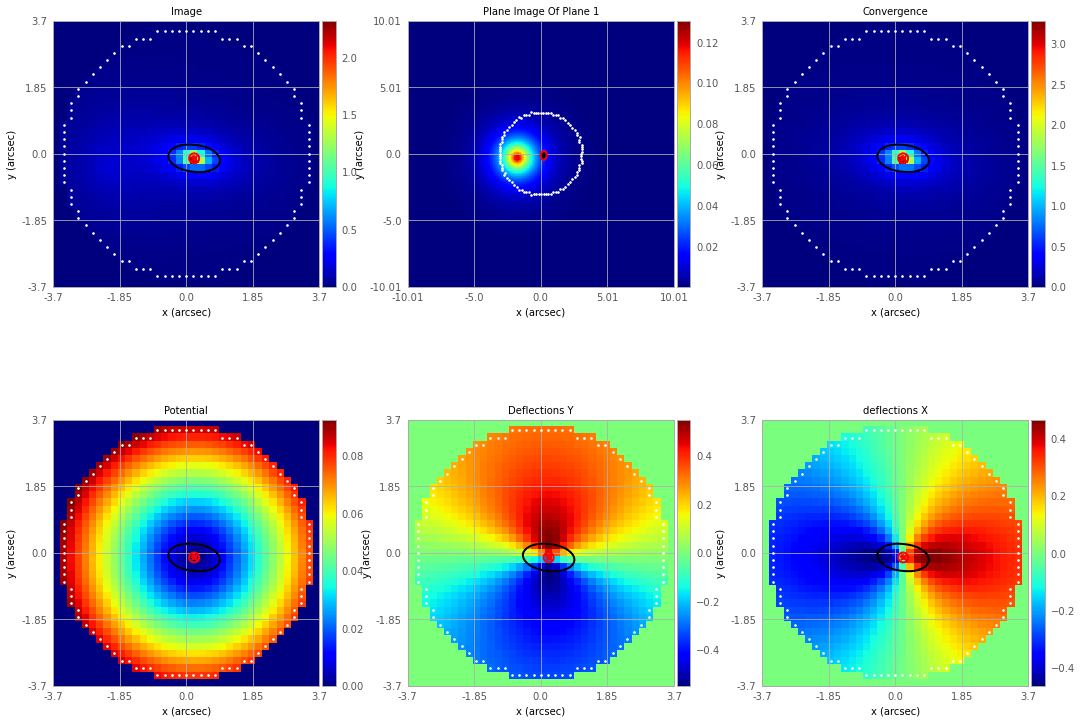 Image
Plane Image Of Plane 1
Convergence
3.7
1.85
0.0
-1.85
-3.7
y (arcsec)
-3.7 -1.85 0.0 1.85 3.7
x (arcsec)
2.0
1.5
1.0
0.5
0.0
10.01
5.01
0.0
-5.0
-10.01
y (arcsec)
-10.01 -5.0 0.0 5.01 10.01
x (arcsec)
0.12
0.10
0.08
0.06
0.04
0.02
3.7
1.85
0.0
-1.85
-3.7
y (arcsec)
-3.7 -1.85 0.0 1.85 3.7
x (arcsec)
3.0
2.5
2.0
1.5
1.0
0.5
0.0
Potential
Deflections Y
deflections X
3.7
1.85
0.0
-1.85
-3.7
y (arcsec)
-3.7 -1.85 0.0 1.85 3.7
x (arcsec)
0.08
0.06
0.04
0.02
0.00
3.7
1.85
0.0
-1.85
-3.7
y (arcsec)
-3.7 -1.85 0.0 1.85 3.7
x (arcsec)
0.4
0.2
0.0
−0.2
−0.4
3.7
1.85
0.0
-1.85
-3.7
y (arcsec)
-3.7 -1.85 0.0 1.85 3.7
x (arcsec)
0.4
0.2
0.0
−0.2
−0.4